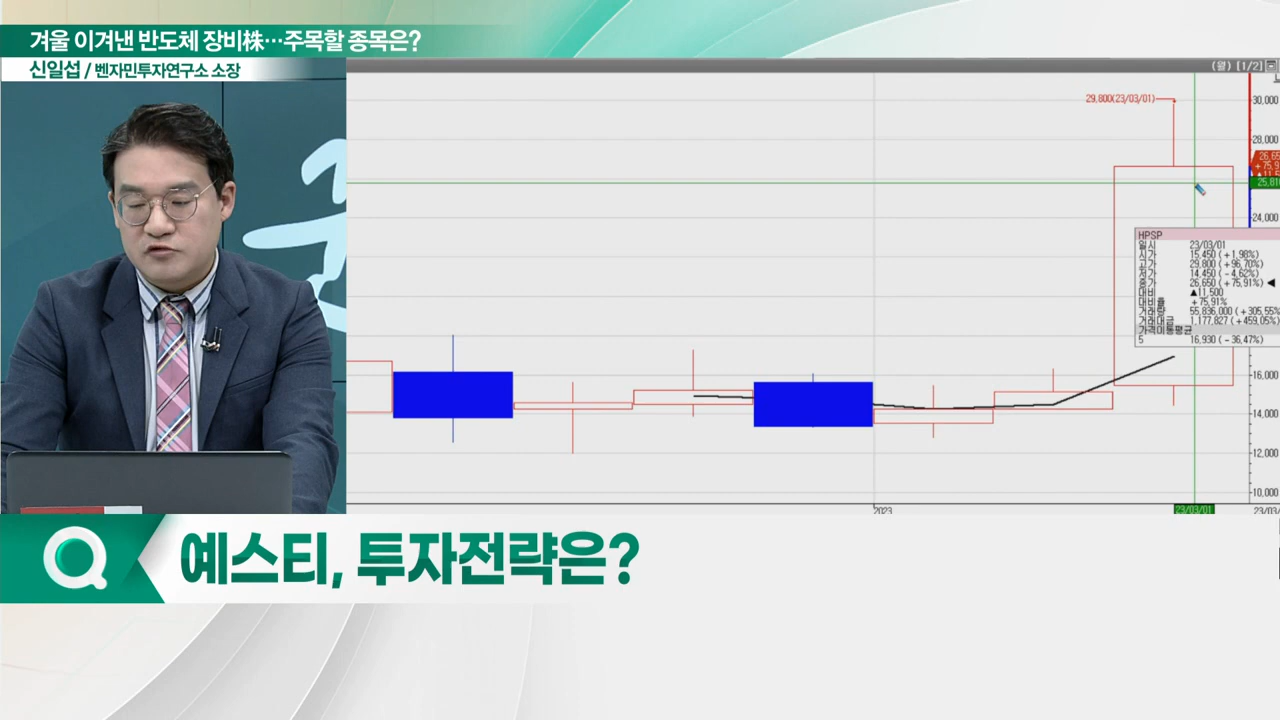 겨울 이겨낸 반도체 장비株…주목할 종목은?
신일섭 / 벤자민투자연구소 소장
(월) [1/2]
29,800(23/03/01)
30,000
28,000
24,000
HPSP
일시 23/03/01
시가 15,450 (+1.98%)
고가 29,800 (+96.70%)
저가 14,450 (-4.62%)
종가 26,650 (+75.91%) ◀
대비 ▲11,500
대비율 +75.91%
거래량 55,836,000 (+305.55%
거래대금 1,177,827 (+459.05%)
가격이동평균
5 16,930 (-36.47%)
16,000
14,000
12,000
10,000
2023
23/03/01
예스티, 투자전략은?